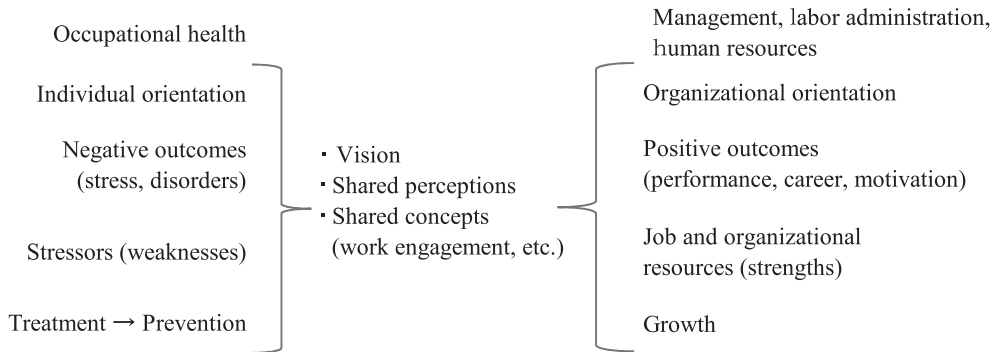 Occupational health
Individual orientation
Negative outcomes
(stress, disorders)
Stressors (weaknesses)
Treatment → Prevention
・Vision
・Shared perceptions
・Shared concepts
(work engagement, etc.)
Management, labor administration,
human resources
Organizational orientation
Positive outcomes
(performance, career, motivation)
Job and organizational
resources (strengths)
Growth